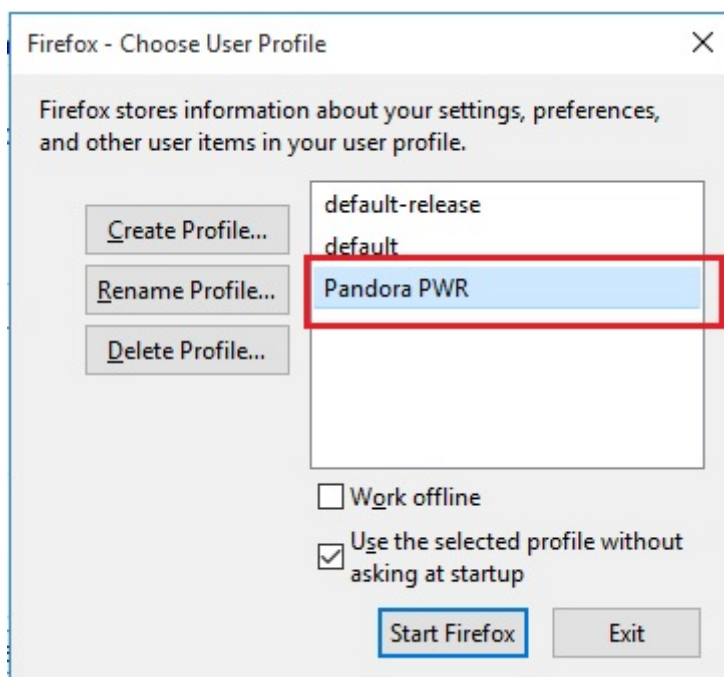 Firefox - Choose User Profile
Firefox stores information about your settings, preferences,
and other user items in your user profile.
Create Profile...
Rename Profile...
Delete Profile...
default-release
default
Pandora PWR
Work offline
Use the selected profile without
asking at startup
Start Firefox
Exit